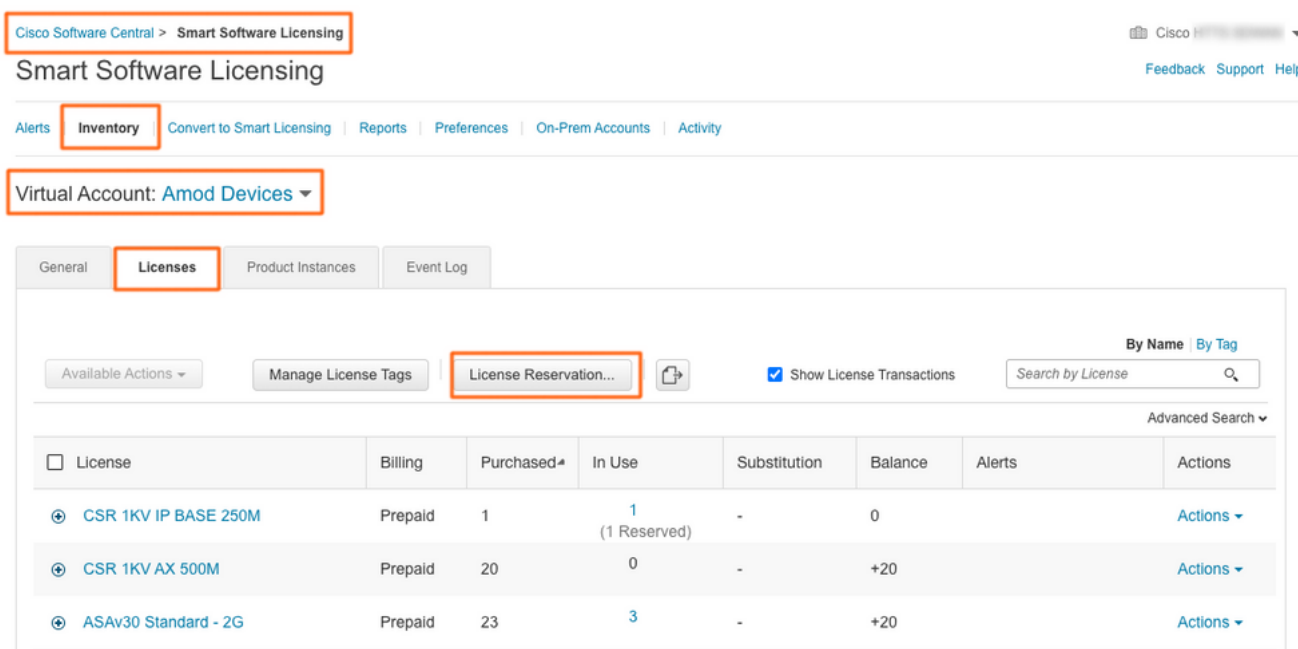 Cisco Software Central > Smart Software Licensing
Cisco
Smart Software Licensing
Feedback Support Help
Alerts | Inventory | Convert to Smart Licensing | Reports | Preferences | On-Prem Accounts | Activity
Virtual Account: Amod Devices
General Licenses Product Instances Event Log
By Name | By Tag
Available Actions Manage License Tags License Reservation... Show License Transactions Search by License
Advanced Search
License Billing Purchased In Use Substitution Balance Alerts Actions
CSR 1KV IP BASE 250M Prepaid 1 1 - 0 Actions
(1 Reserved)
CSR 1KV AX 500M Prepaid 20 0 - +20 Actions
ASAv30 Standard - 2G Prepaid 23 3 - +20 Actions